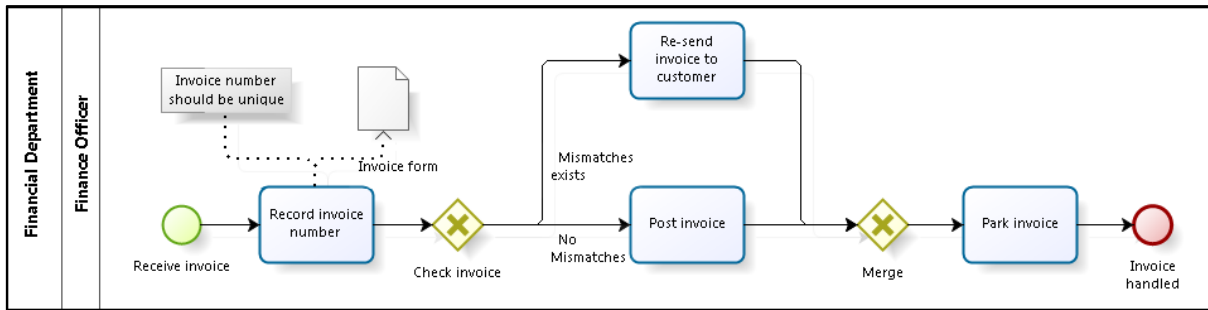 Financial Department
Finance Officer
Invoice number
should be unique
Invoice form
Receive invoice
Record invoice
number
Check invoice
Mismatches
exists
No
Mismatches
Re-send
invoice to
customer
Post invoice
Merge
Park invoice
Invoice
handled